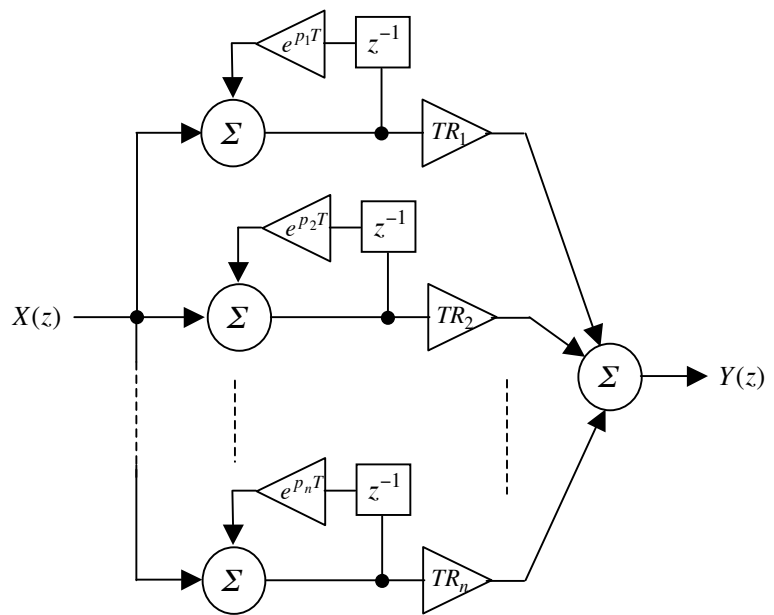 e^{p_1T} z^{-1}
Σ TR_1
e^{p_2T} z^{-1}
X(z) Σ TR_2
Σ Y(z)
e^{p_nT} z^{-1}
Σ TR_n